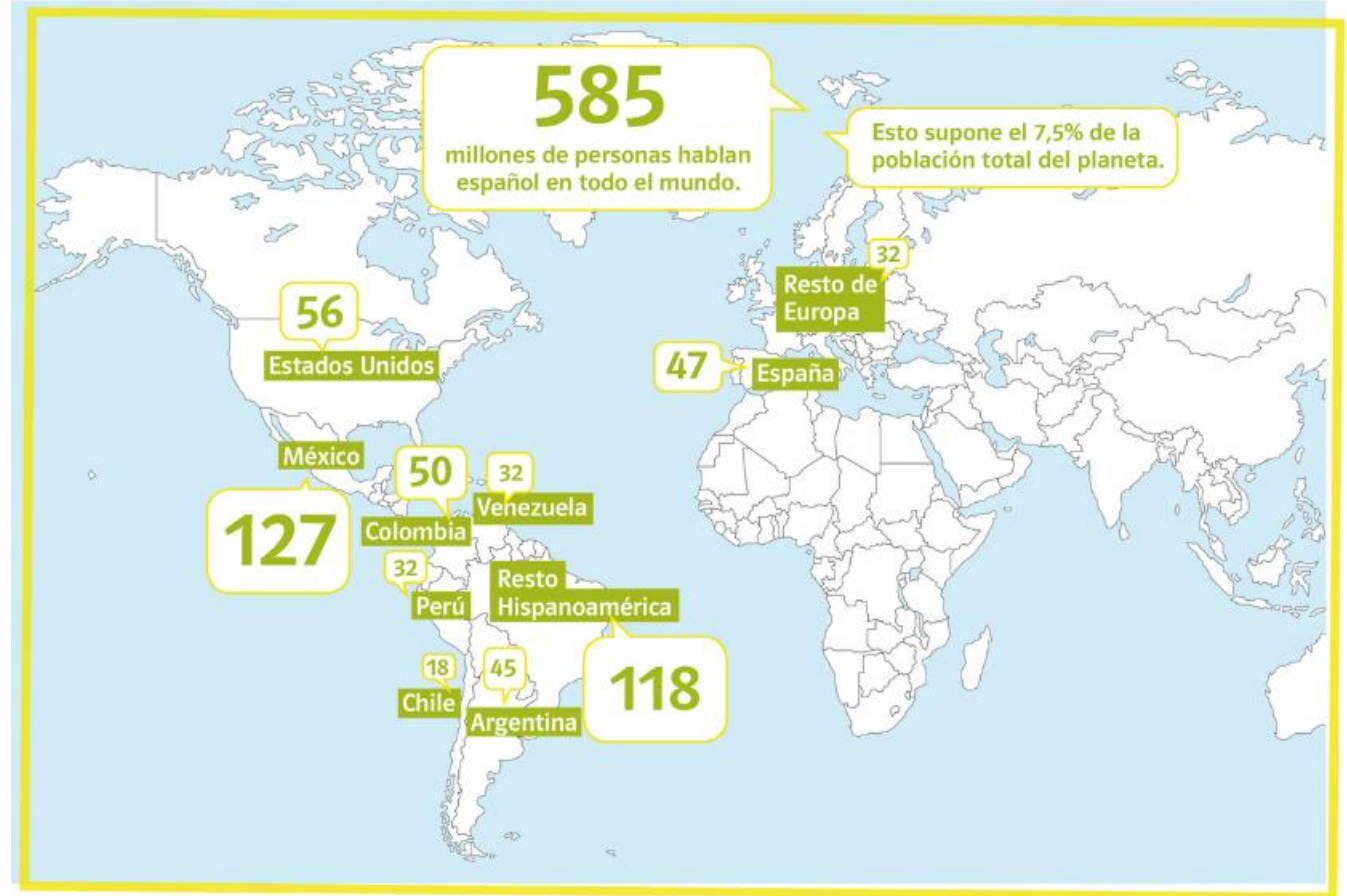 585
millones de personas hablan
español en todo el mundo.
Esto supone el 7,5% de la
población total del planeta.
32
Resto de
Europa
56
Estados Unidos
47
España
México
127
50
Colombia
32
Venezuela
32
Perú
Resto
Hispanoamérica
118
18
Chile
45
Argentina